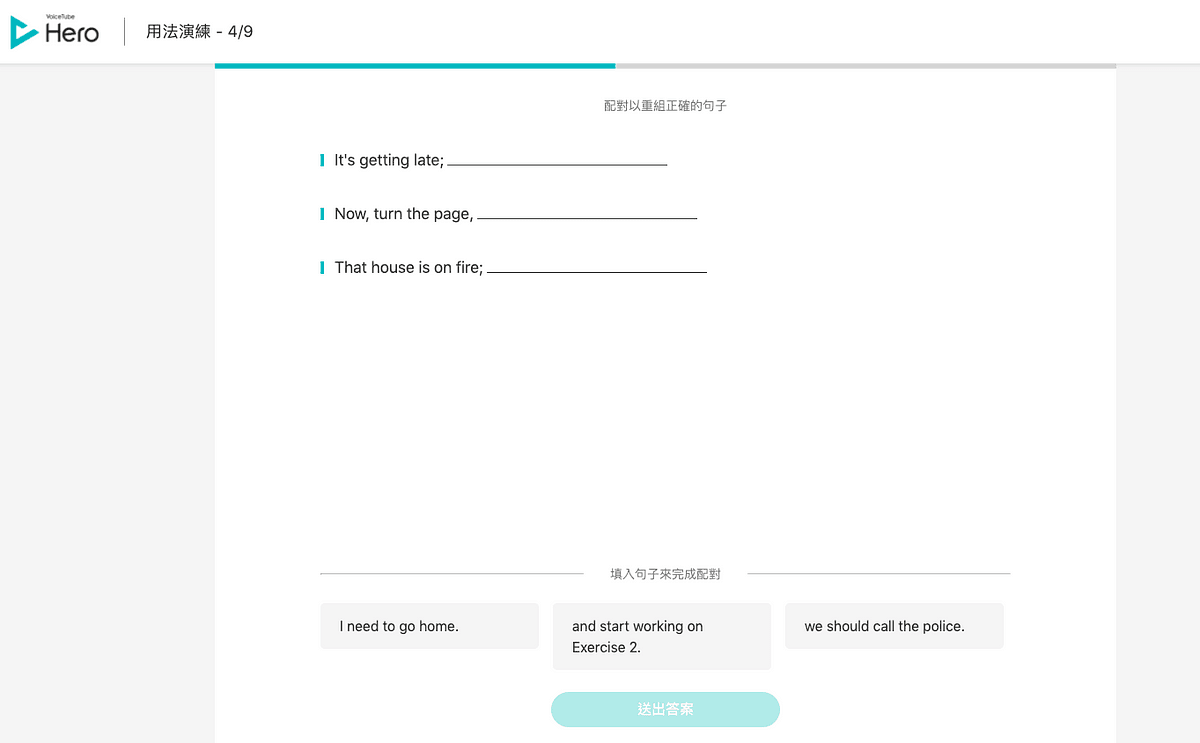 VoiceTube
Hero
用法演練 - 4/9
配對以重組正確的句子
It's getting late;
Now, turn the page,
That house is on fire;
填入句子來完成配對
I need to go home.
and start working on
Exercise 2.
we should call the police.
送出答案